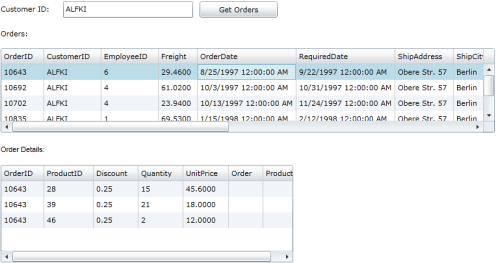 Customer ID: ALFKI Get Orders
Orders:
OrderID CustomerID EmployeeID Freight OrderDate RequiredDate ShipAddress ShipCit
10643 ALFKI 6 29.4600 8/25/1997 12:00:00 AM 9/22/1997 12:00:00 AM Obere Str. 57 Berlin
10692 ALFKI 4 61.0200 10/3/1997 12:00:00 AM 10/31/1997 12:00:00 AM Obere Str. 57 Berlin
10702 ALFKI 4 23.9400 10/13/1997 12:00:00 AM 11/24/1997 12:00:00 AM Obere Str. 57 Berlin
10835 ALFKI 1 69.5300 1/15/1998 12:00:00 AM 2/12/1998 12:00:00 AM Obere Str. 57 Berlin
Order Details:
OrderID ProductID Discount Quantity UnitPrice Order Product
10643 28 0.25 15 45.6000
10643 39 0.25 21 18.0000
10643 46 0.25 2 12.0000